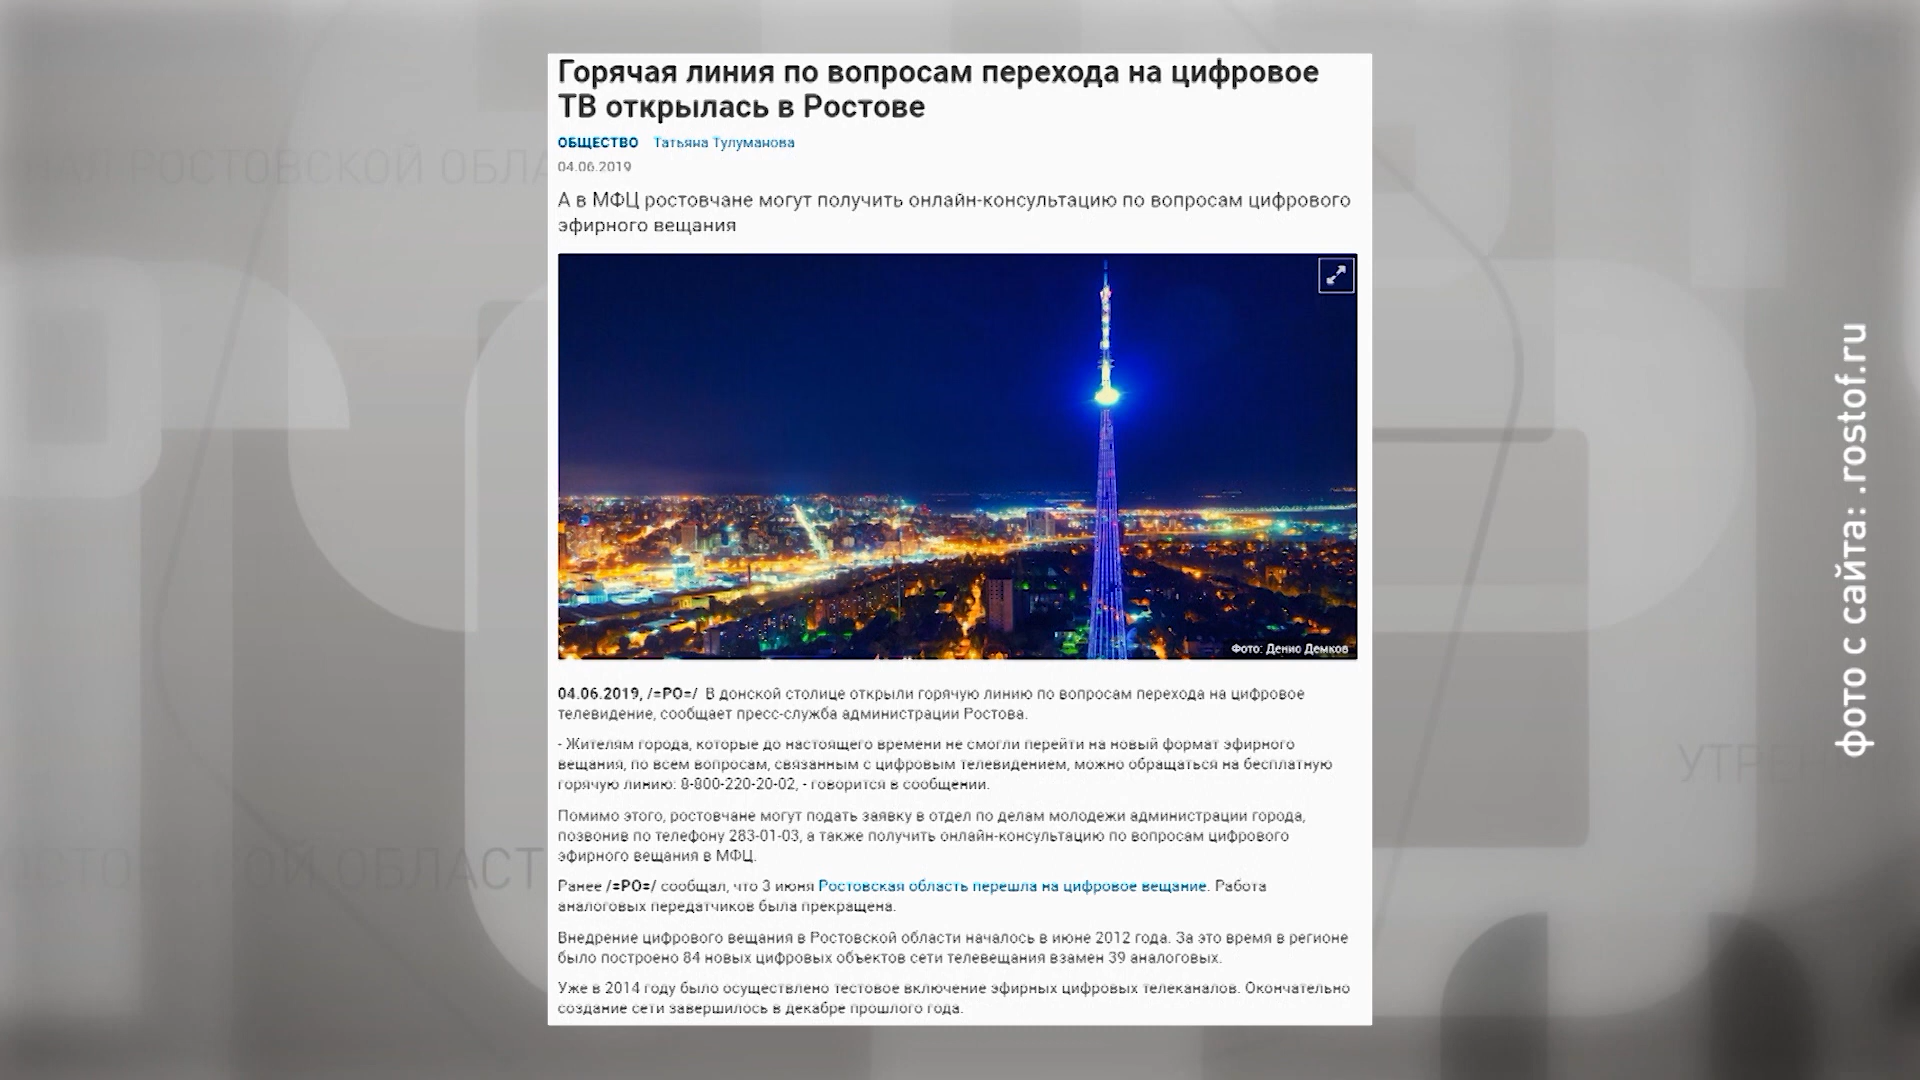 Горячая линия по вопросам перехода на цифровое
ТВ открылась в Ростове
ОБЩЕСТВО Татьяна Тулуманова
04.06.2019
А в МФЦ ростовчане могут получить онлайн-консультацию по вопросам цифрового
эфирного вещания
Фото: Денис Демков
04.06.2019, /=РО=/ В донской столице открыли горячую линию по вопросам перехода на цифровое
телевидение, сообщает пресс-служба администрации Ростова.
- Жителям города, которые до настоящего времени не смогли перейти на новый формат эфирного
вещания, по всем вопросам, связанным с цифровым телевидением, можно обращаться на бесплатную
горячую линию: 8-800-220-20-02, - говорится в сообщении.
Помимо этого, ростовчане могут подать заявку в отдел по делам молодежи администрации города,
позвонив по телефону 283-01-03, а также получить онлайн-консультацию по вопросам цифрового
эфирного вещания в МФЦ.
Ранее /=РО=/ сообщал, что 3 июня Ростовская область перешла на цифровое вещание. Работа
аналоговых передатчиков была прекращена.
Внедрение цифрового вещания в Ростовской области началось в июне 2012 года. За это время в регионе
было построено 84 новых цифровых объектов сети телевещания взамен 39 аналоговых.
Уже в 2014 году было осуществлено тестовое включение эфирных цифровых телеканалов. Окончательно
создание сети завершилось в декабре прошлого года.
фото с сайта: .rostof.ru
РОСТОВСКОЙ